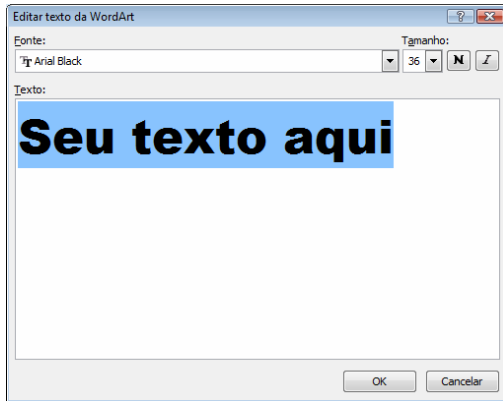 Editar texto da WordArt
Fonte: Tamanho:
Arial Black 36 N I
Texto:
Seu texto aqui
OK Cancelar